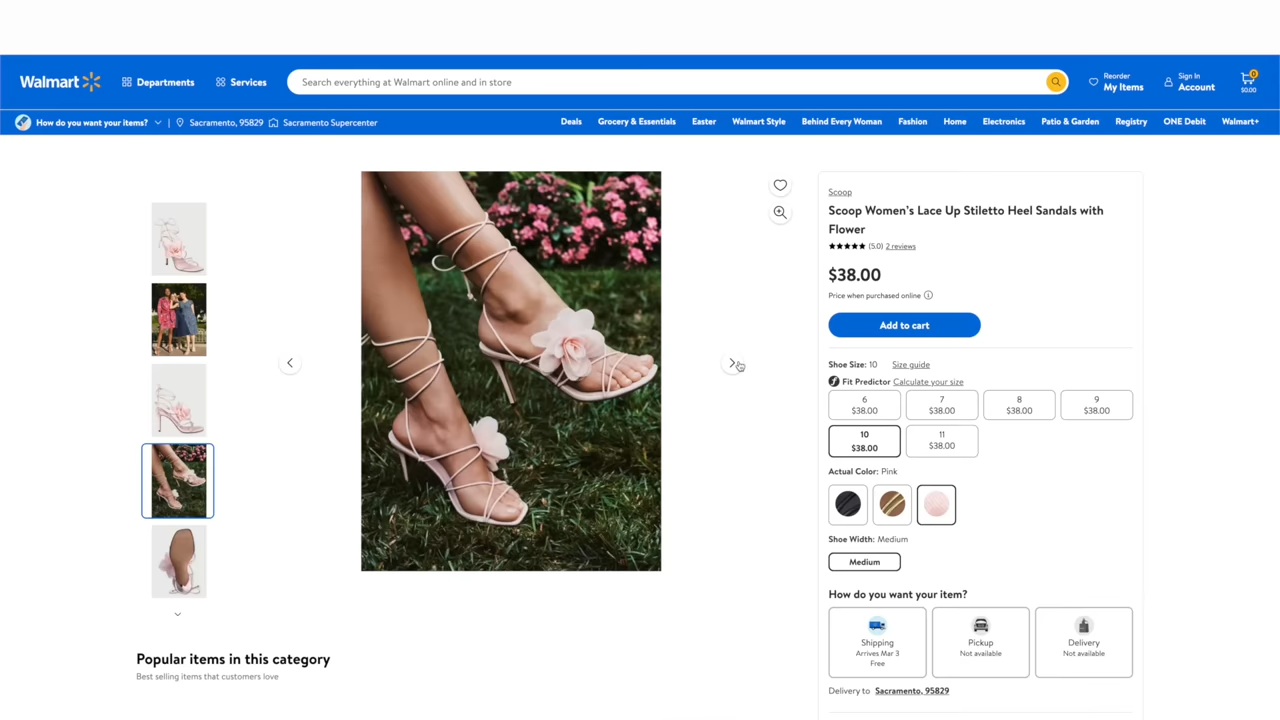 Walmart
Departments
Services
Search everything at Walmart online and in store
Reorder
My Items
Sign In
Account
0
$0.00
How do you want your items?
Sacramento, 95829
Sacramento Supercenter
Deals
Grocery & Essentials
Easter
Walmart Style
Behind Every Woman
Fashion
Home
Electronics
Patio & Garden
Registry
ONE Debit
Walmart+
Scoop
Scoop Women's Lace Up Stiletto Heel Sandals with
Flower
(5.0) 2 reviews
$38.00
Price when purchased online
Add to cart
Shoe Size: 10 Size guide
Fit Predictor Calculate your size
6
$38.00
7
$38.00
8
$38.00
9
$38.00
10
$38.00
11
$38.00
Actual Color: Pink
Shoe Width: Medium
Medium
How do you want your item?
Shipping
Arrives Mar 3
Free
Pickup
Not available
Delivery
Not available
Delivery to Sacramento, 95829
Popular items in this category
Best selling items that customers love